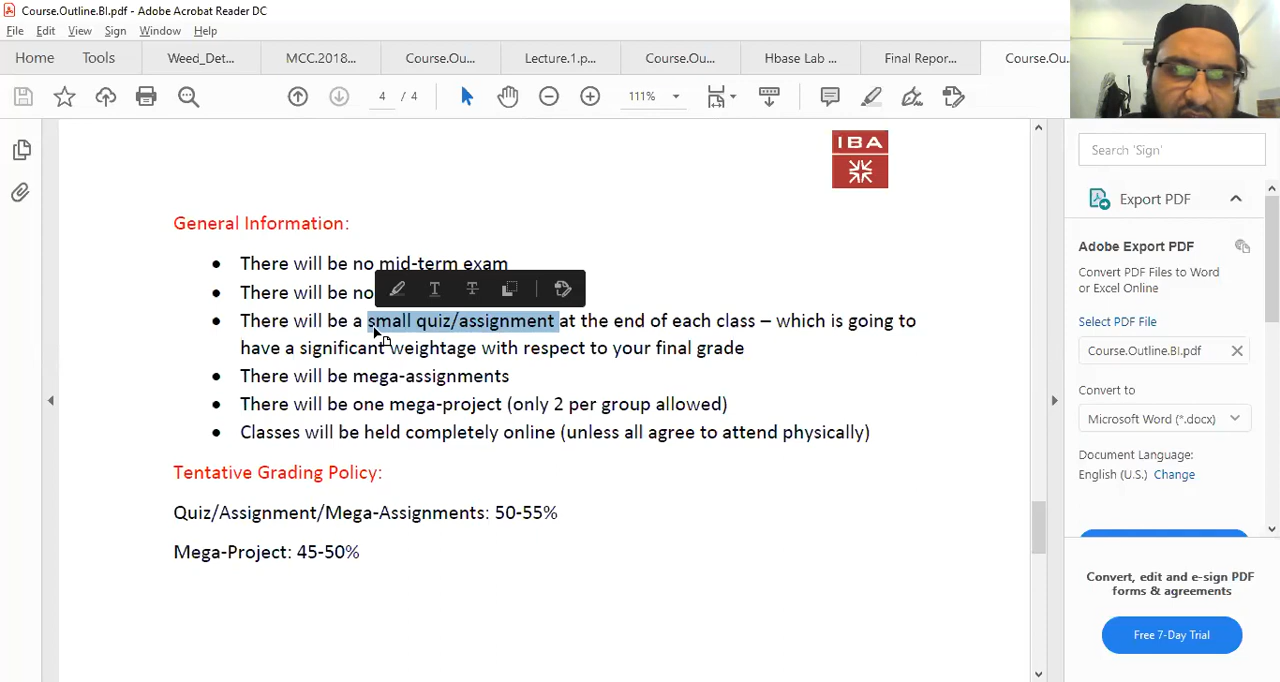 Course.Outline.BI.pdf - Adobe Acrobat Reader DC
File Edit View Sign Window Help
Home Tools Weed_Det... MCC.2018... Course.Ou... Lecture.1.p... Course.Ou... Hbase Lab ... Final Repor... Course.Ou
4 / 4 111%
IBA
Search 'Sign'
Export PDF
Adobe Export PDF
Convert PDF Files to Word
or Excel Online
Select PDF File
Course.Outline.BI.pdf
Convert to
Microsoft Word (*.docx)
Document Language:
English (U.S.) Change
Convert, edit and e-sign PDF
forms & agreements
Free 7-Day Trial
General Information:
• There will be no mid-term exam
• There will be no
• There will be a small quiz/assignment at the end of each class – which is going to
have a significant weightage with respect to your final grade
• There will be mega-assignments
• There will be one mega-project (only 2 per group allowed)
• Classes will be held completely online (unless all agree to attend physically)
Tentative Grading Policy:
Quiz/Assignment/Mega-Assignments: 50-55%
Mega-Project: 45-50%